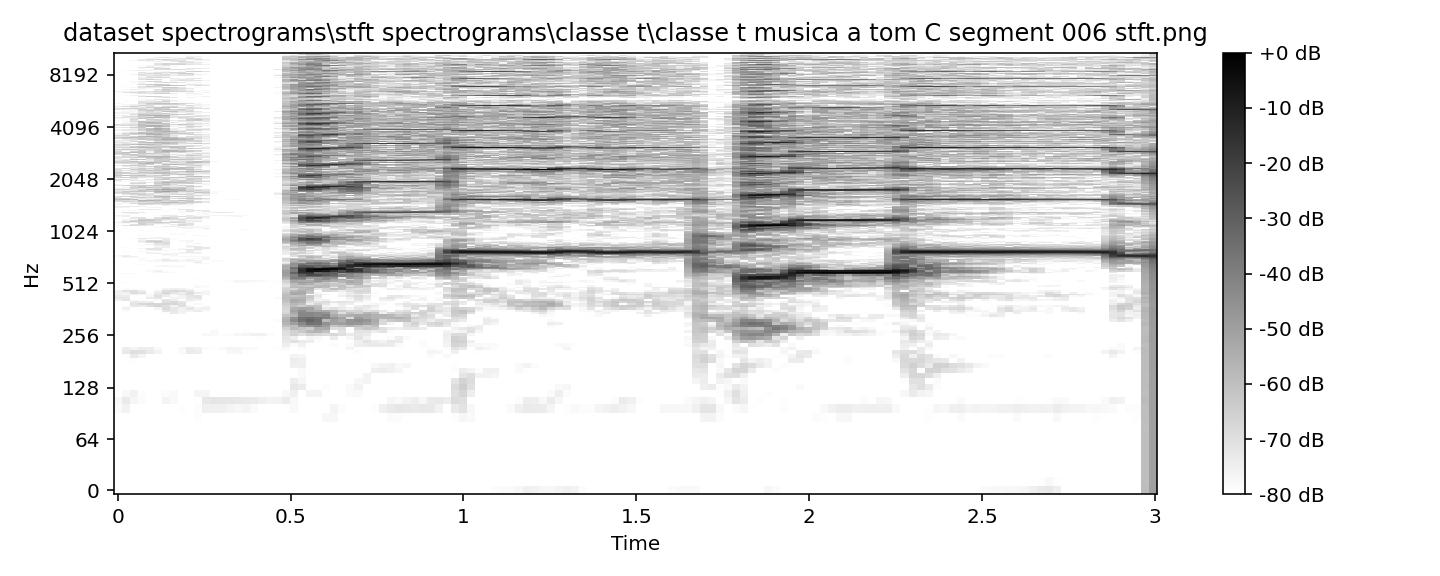 dataset spectrograms\stft spectrograms\classe t\classe t musica a tom C segment 006 stft.png
8192
4096
2048
1024
512
256
128
64
0
Hz
0
0.5
1
1.5
2
2.5
3
Time
+0 dB
-10 dB
-20 dB
-30 dB
-40 dB
-50 dB
-60 dB
-70 dB
-80 dB